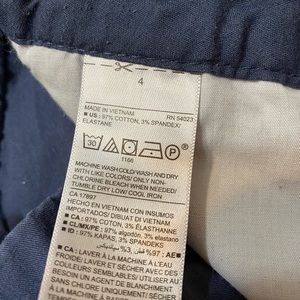 4
MADE IN VIETNAM RN 54023
■ US: 97% COTTON, 3% SPANDEX/
ELASTANE
30 P
1166
MACHINE WASH COLD/WASH AND DRY
WITH LIKE COLORS/ ONLY NON-
CHLORINE BLEACH WHEN NEEDED/
TUMBLE DRY LOW/ COOL IRON
CA 17897
HECHO EN VIETNAM CON INSUMOS
IMPORTADOS/ DIBUAT DI VIETNAM
■ CA: 97% COTON, 3% ÉLASTHANNE
■ CL/MX/PE: 97% algodón, 3% elastano
■ ID: 97% KAPAS, 3% SPANDEKS
■ AE:
■ CA: LAVER À LA MACHINE EAU
FROIDE/ LAVER ET SÉCHER AVEC DES
COULEURS SEMBLABLES/ UTILISER
UN AGENT DE BLANCHIMENT
SANS CHLORE UNIQUEMENT/ SÉCHER